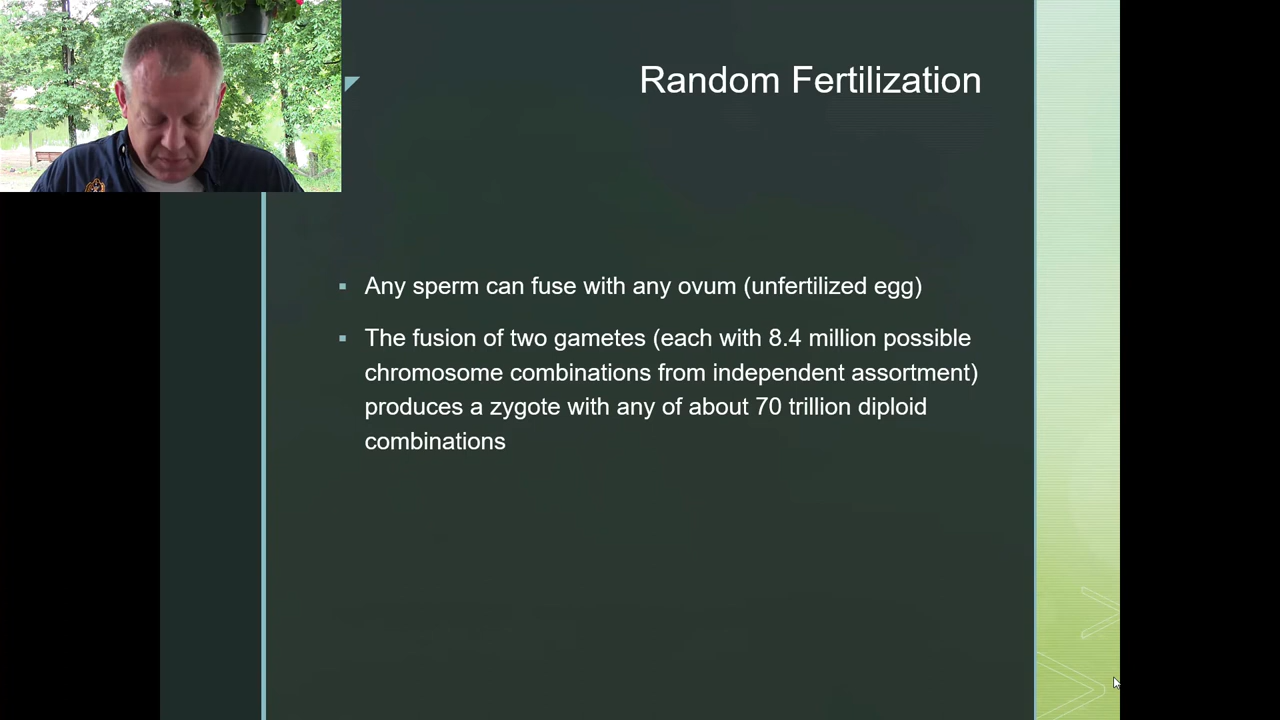 Random Fertilization
▪ Any sperm can fuse with any ovum (unfertilized egg)
▪ The fusion of two gametes (each with 8.4 million possible
chromosome combinations from independent assortment)
produces a zygote with any of about 70 trillion diploid
combinations